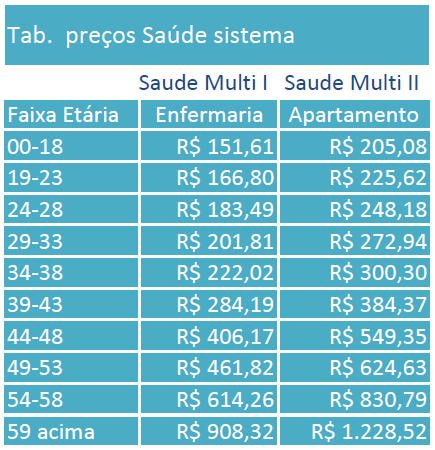 Tab. preços Saúde sistema
Saude Multi I Saude Multi II
Faixa Etária Enfermaria Apartamento
00-18 R$ 151,61 R$ 205,08
19-23 R$ 166,80 R$ 225,62
24-28 R$ 183,49 R$ 248,18
29-33 R$ 201,81 R$ 272,94
34-38 R$ 222,02 R$ 300,30
39-43 R$ 284,19 R$ 384,37
44-48 R$ 406,17 R$ 549,35
49-53 R$ 461,82 R$ 624,63
54-58 R$ 614,26 R$ 830,79
59 acima R$ 908,32 R$ 1.228,52